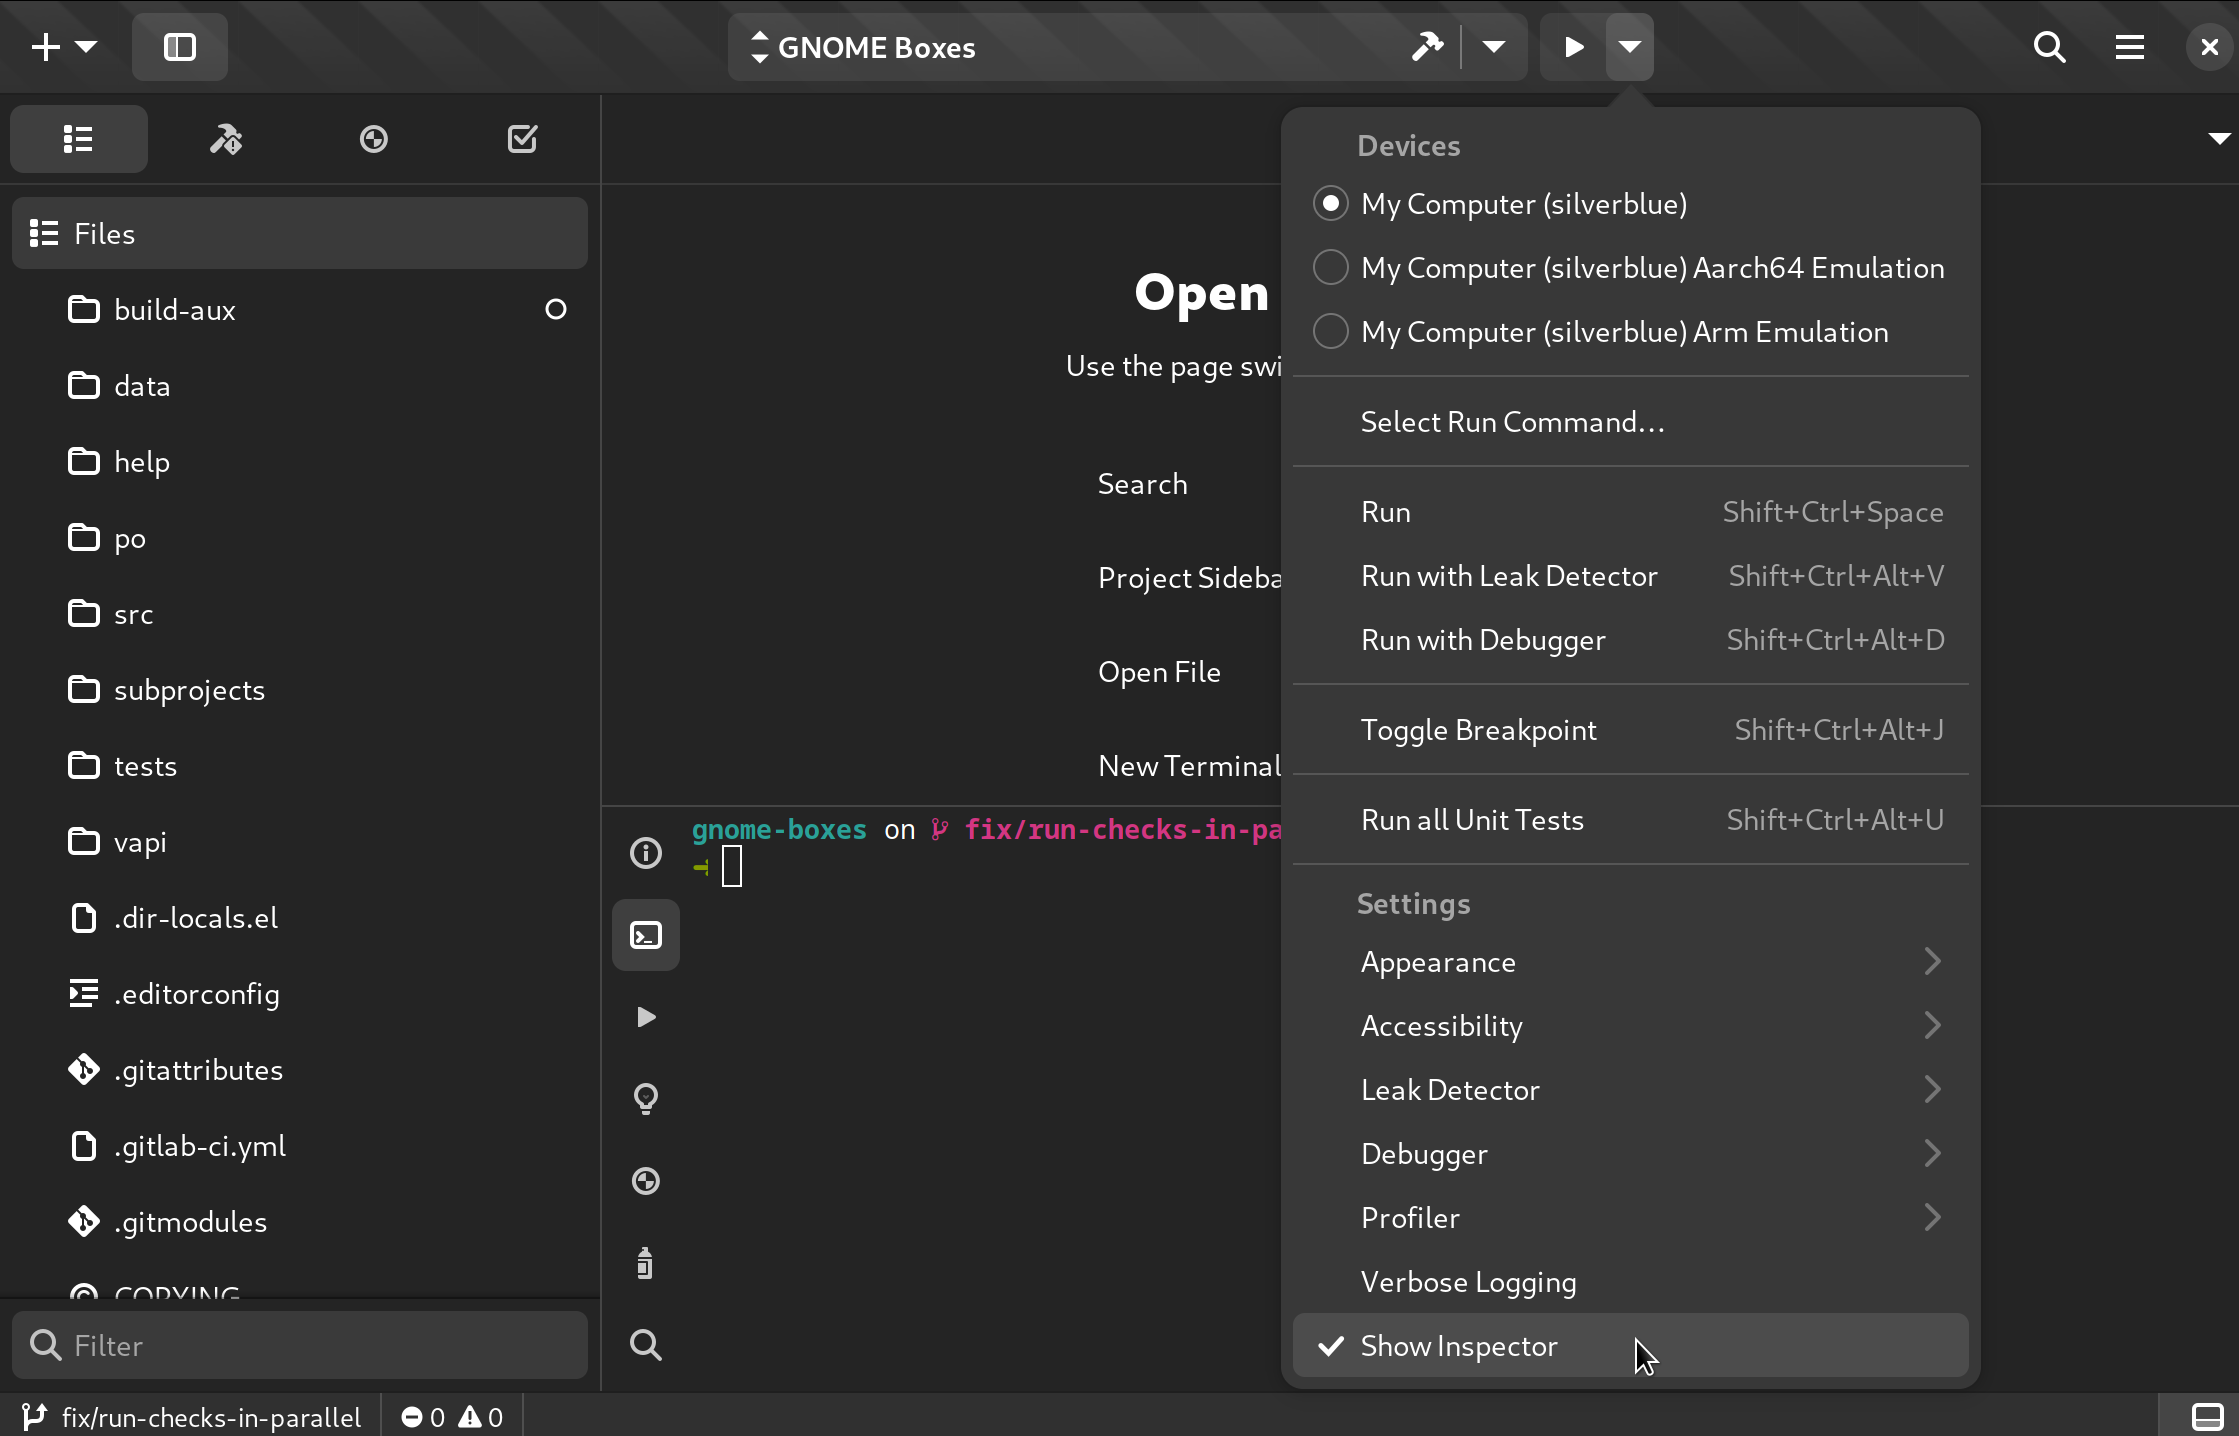 GNOME Boxes
Files
build-aux
data
help
po
src
subprojects
tests
vapi
.dir-locals.el
.editorconfig
.gitattributes
.gitlab-ci.yml
.gitmodules
COPYING
Filter
Open
Use the page swi
Search
Project Sideba
Open File
New Terminal
gnome-boxes on fix/run-checks-in-pa
Devices
My Computer (silverblue)
My Computer (silverblue) Aarch64 Emulation
My Computer (silverblue) Arm Emulation
Select Run Command…
Run Shift+Ctrl+Space
Run with Leak Detector Shift+Ctrl+Alt+V
Run with Debugger Shift+Ctrl+Alt+D
Toggle Breakpoint Shift+Ctrl+Alt+J
Run all Unit Tests Shift+Ctrl+Alt+U
Settings
Appearance
Accessibility
Leak Detector
Debugger
Profiler
Verbose Logging
Show Inspector
fix/run-checks-in-parallel 0 0